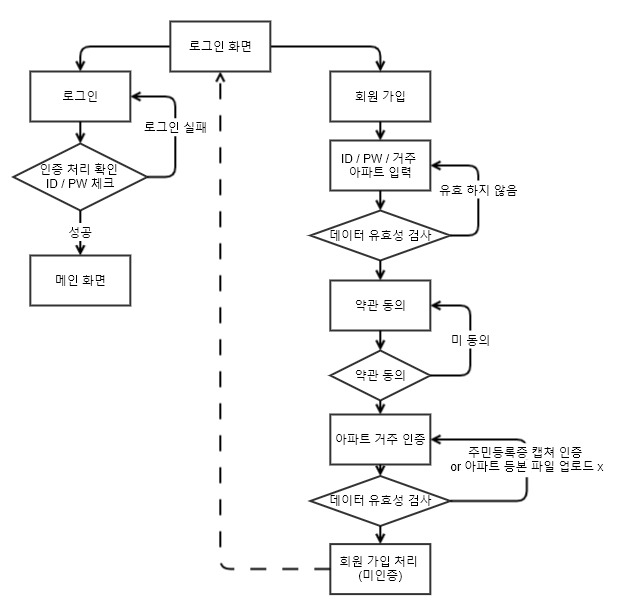 로그인 화면
로그인
로그인 실패
인증 처리 확인
ID / PW 체크
성공
메인 화면
회원 가입
ID / PW / 거주
아파트 입력
유효 하지 않음
데이터 유효성 검사
약관 동의
미 동의
약관 동의
아파트 거주 인증
주민등록증 캡쳐 인증
or 아파트 등본 파일 업로드 x
데이터 유효성 검사
회원 가입 처리
(미인증)